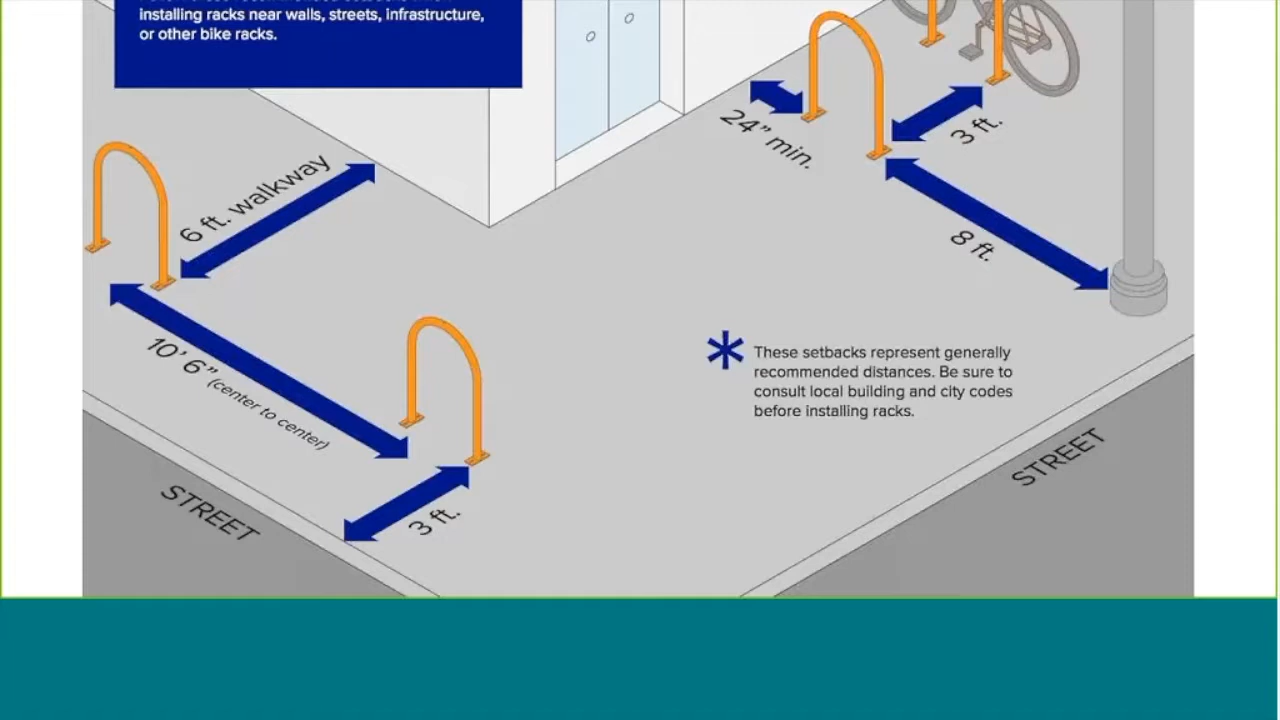 installing racks near walls, streets, infrastructure,
or other bike racks.
24” min.
3 ft.
6 ft. walkway
8 ft.
10’ 6” (center to center)
* These setbacks represent generally
recommended distances. Be sure to
consult local building and city codes
before installing racks.
STREET
STREET
3 ft.